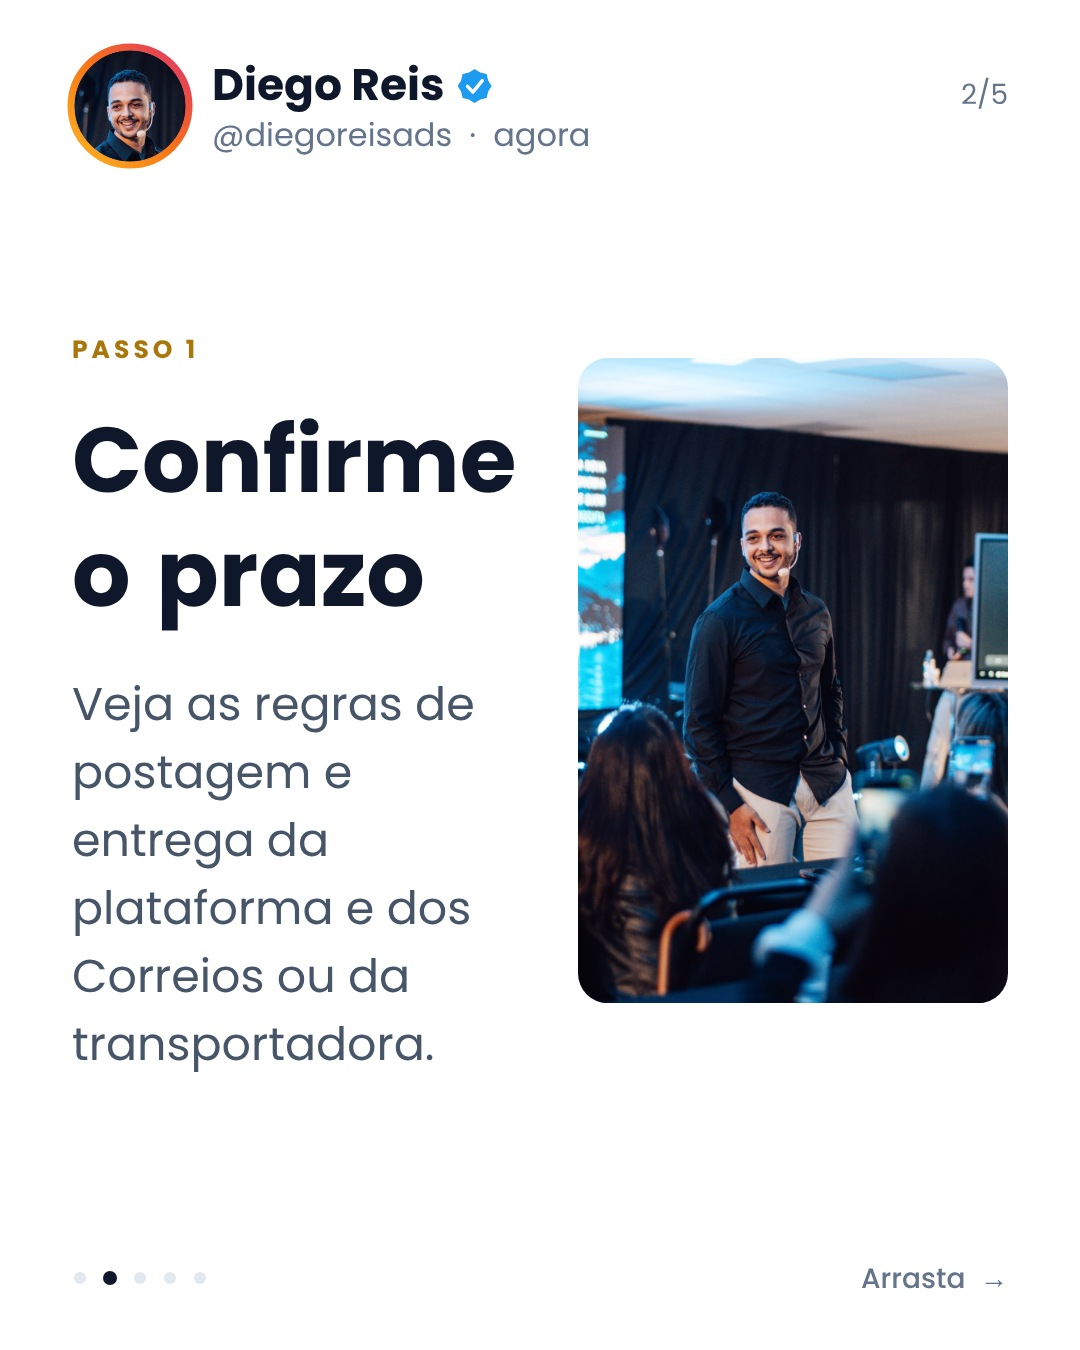 Diego Reis
@diegoreisads · agora
2/5
PASSO 1
Confirme
o prazo
Veja as regras de
postagem e
entrega da
plataforma e dos
Correios ou da
transportadora.
Arrasta →